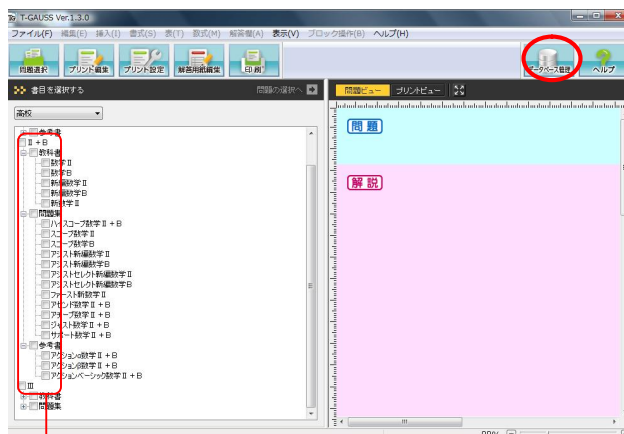 T-GAUSS Ver.1.3.0
ファイル(F) 編集(E) 挿入(I) 書式(S) 表(T) 数式(M) 解答欄(A) 表示(V) ブロック操作(B) ヘルプ(H)
問題選択 プリント編集 プリント設定 解答用紙編集 印刷 データベース管理 ヘルプ
書目を選択する 問題の選択へ 問題ビュー プリントビュー
高校
参考書
II + B
教科書
数学II
数学B
新編数学II
新編数学B
新数学II
問題集
ハイスコープ数学II + B
スコープ数学II
スコープ数学B
アシスト新編数学II
アシスト新編数学B
アシストセレクト新編数学II
アシストセレクト新編数学B
ファースト新数学II
アセンド数学II + B
アチーブ数学II + B
ジャスト数学II + B
サポート数学II + B
参考書
アクションα数学II + B
アクションβ数学II + B
アクションベーシック数学II + B
III
教科書
問題集
問題
解説